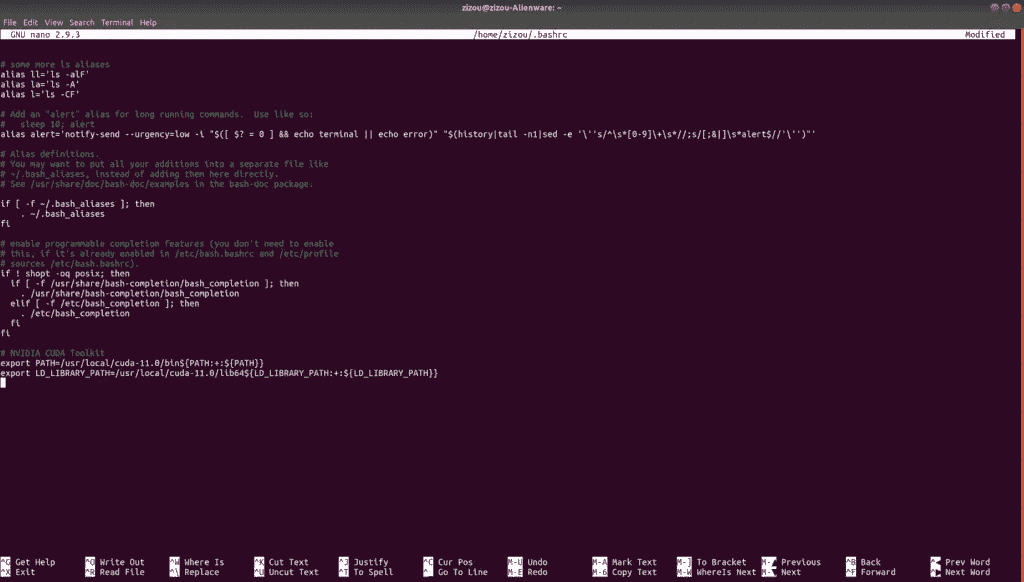 zizou@zizou-Alienware: ~
File Edit View Search Terminal Help
GNU nano 2.9.3 /home/zizou/.bashrc Modified
# some more ls aliases
alias ll='ls -alF'
alias la='ls -A'
alias l='ls -CF'
# Add an "alert" alias for long running commands.  Use like so:
#   sleep 10; alert
alias alert='notify-send --urgency=low -i "$([ $? = 0 ] && echo terminal || echo error)" "$(history|tail -n1|sed -e '\''s/^\s*[0-9]\+\s*//;s/[;&|]\s*alert$//'\'')"'
# Alias definitions.
# You may want to put all your additions into a separate file like
# ~/.bash_aliases, instead of adding them here directly.
# See /usr/share/doc/bash-doc/examples in the bash-doc package.
if [ -f ~/.bash_aliases ]; then
    . ~/.bash_aliases
fi
# enable programmable completion features (you don't need to enable
# this, if it's already enabled in /etc/bash.bashrc and /etc/profile
# sources /etc/bash.bashrc).
if ! shopt -oq posix; then
  if [ -f /usr/share/bash-completion/bash_completion ]; then
    . /usr/share/bash-completion/bash_completion
  elif [ -f /etc/bash_completion ]; then
    . /etc/bash_completion
  fi
fi
# NVIDIA CUDA Toolkit
export PATH=/usr/local/cuda-11.0/bin${PATH:+:${PATH}}
export LD_LIBRARY_PATH=/usr/local/cuda-11.0/lib64${LD_LIBRARY_PATH:+:${LD_LIBRARY_PATH}}
^G Get Help ^O Write Out ^W Where Is ^K Cut Text ^J Justify ^C Cur Pos M-U Undo M-A Mark Text M-] To Bracket Previous ^B Back Prev Word
^X Exit ^R Read File ^\ Replace ^U Uncut Text ^T To Spell ^_ Go To Line M-E Redo M-6 Copy Text M-W WhereIs Next Next ^F Forward Next Word